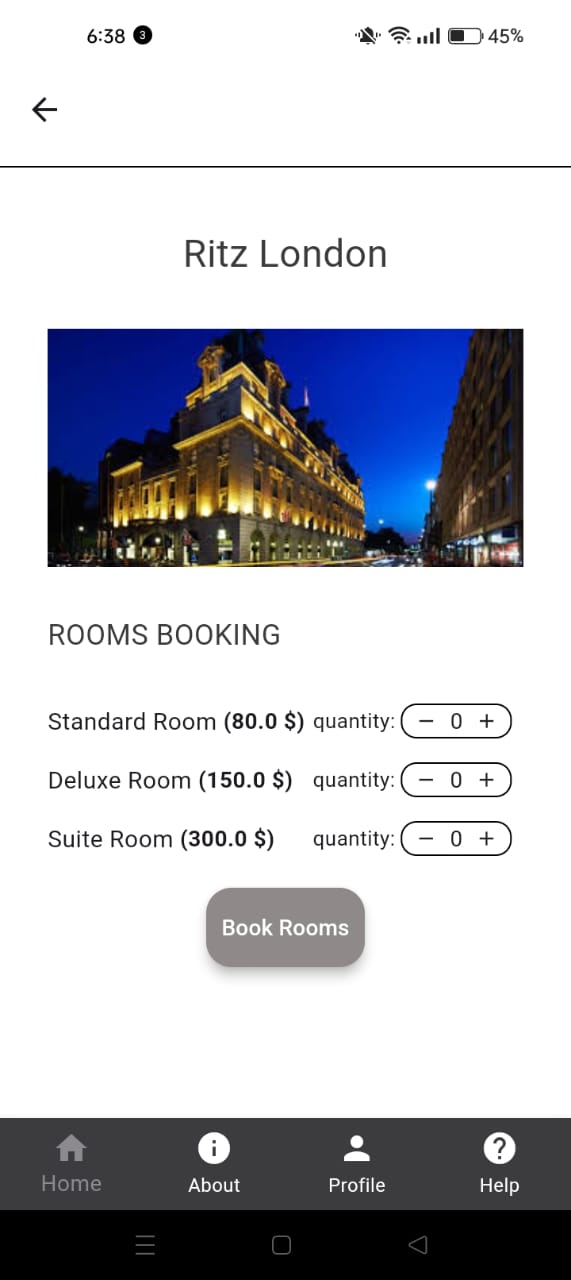 6:38 3 45%
Ritz London
ROOMS BOOKING
Standard Room (80.0 $) quantity: − 0 +
Deluxe Room (150.0 $) quantity: − 0 +
Suite Room (300.0 $) quantity: − 0 +
Book Rooms
Home About Profile Help